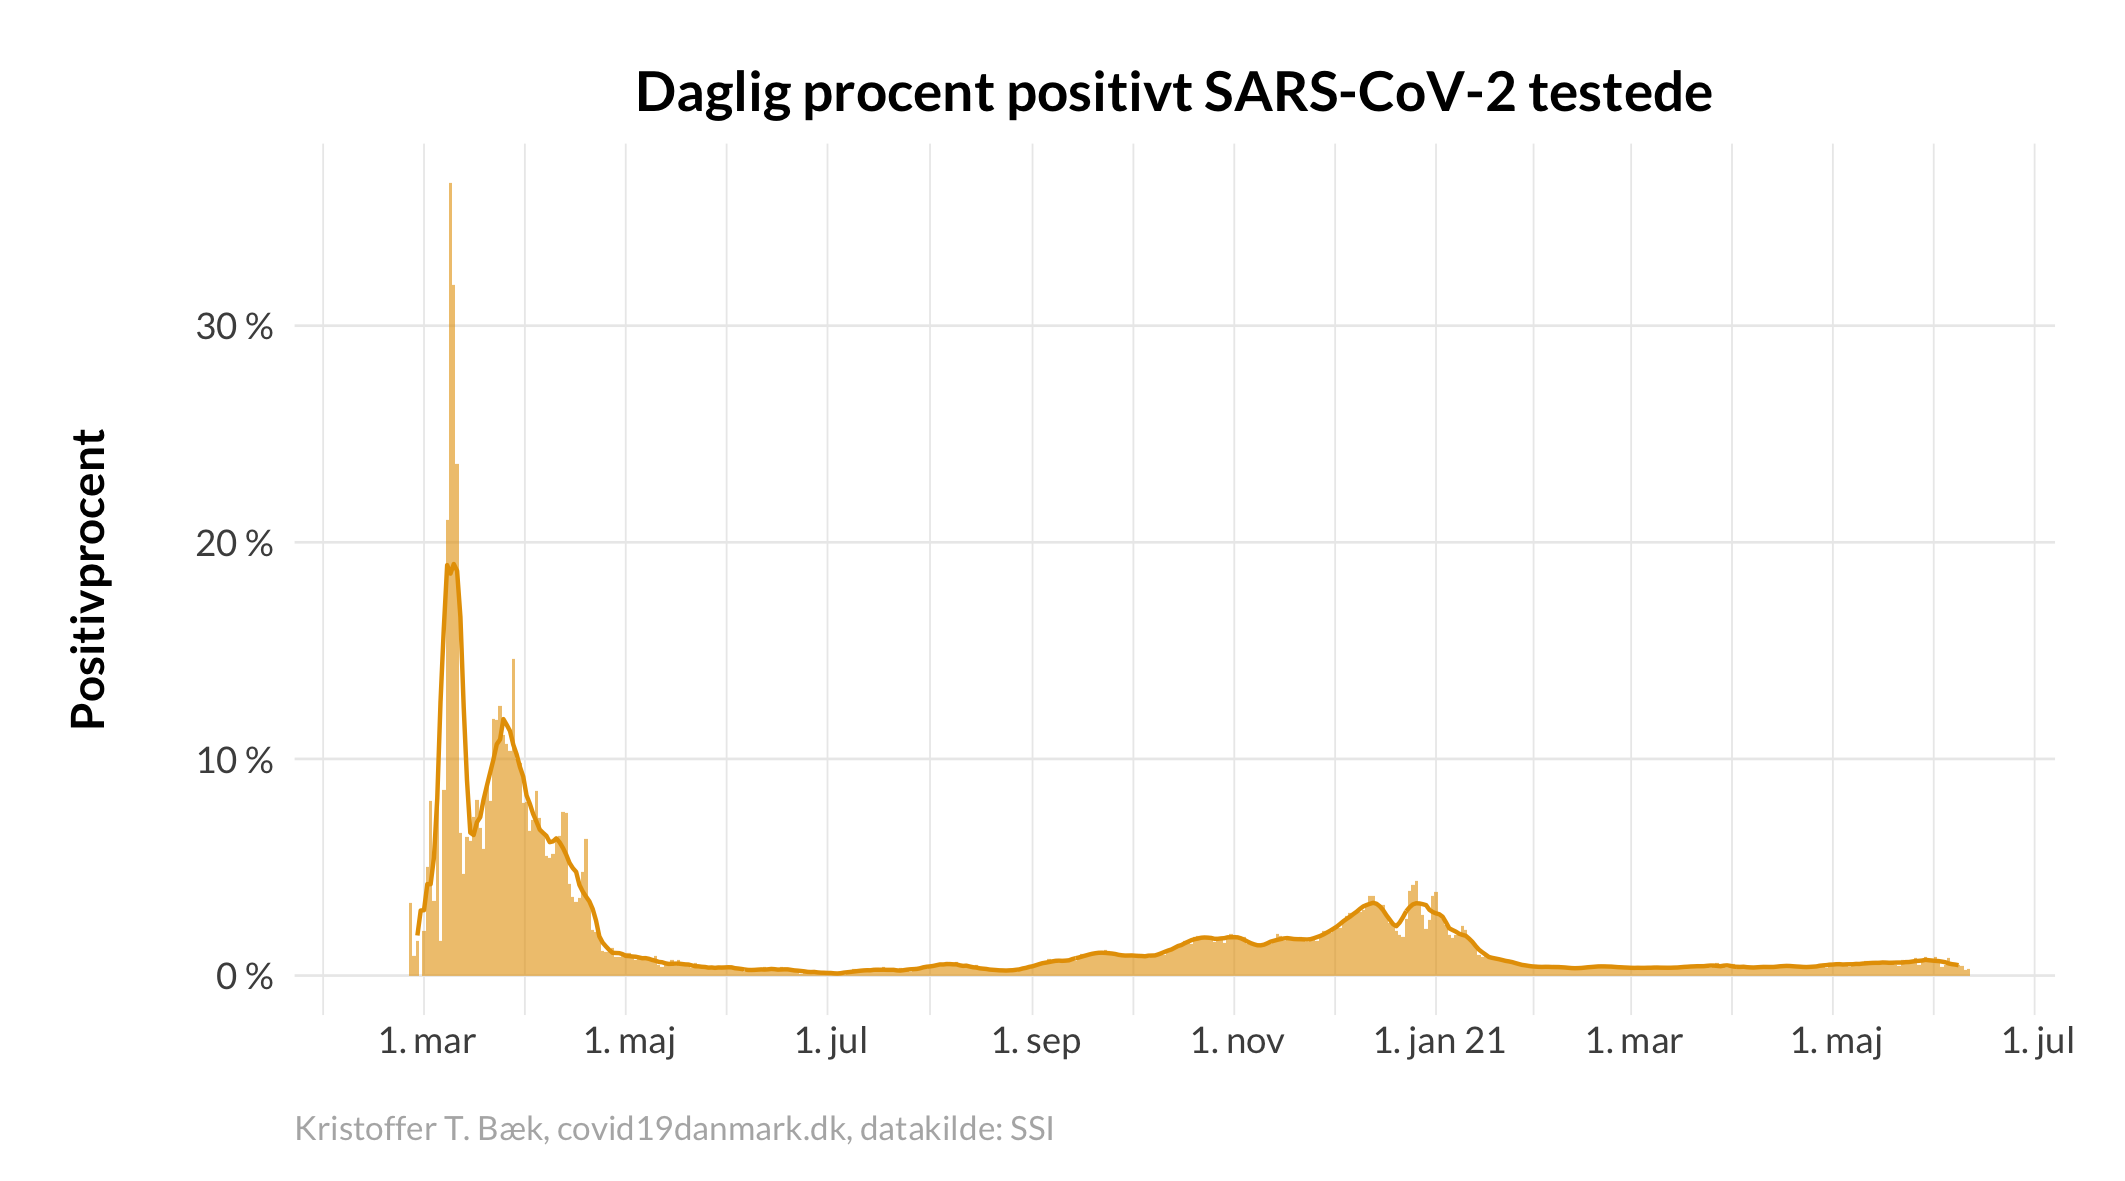 Daglig procent positivt SARS-CoV-2 testede
Positivprocent
30 %
20 %
10 %
0 %
1. mar 1. maj 1. jul 1. sep 1. nov 1. jan 21 1. mar 1. maj 1. jul
Kristoffer T. Bæk, covid19danmark.dk, datakilde: SSI